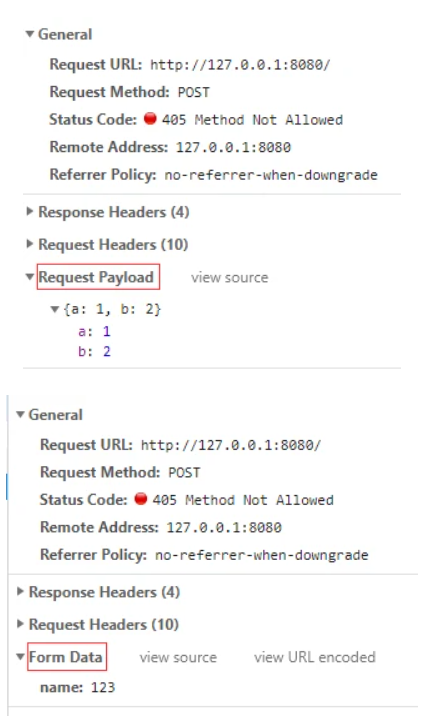 General
Request URL: http://127.0.0.1:8080/
Request Method: POST
Status Code: 405 Method Not Allowed
Remote Address: 127.0.0.1:8080
Referrer Policy: no-referrer-when-downgrade
Response Headers (4)
Request Headers (10)
Request Payload view source
{a: 1, b: 2}
a: 1
b: 2
General
Request URL: http://127.0.0.1:8080/
Request Method: POST
Status Code: 405 Method Not Allowed
Remote Address: 127.0.0.1:8080
Referrer Policy: no-referrer-when-downgrade
Response Headers (4)
Request Headers (10)
Form Data view source view URL encoded
name: 123